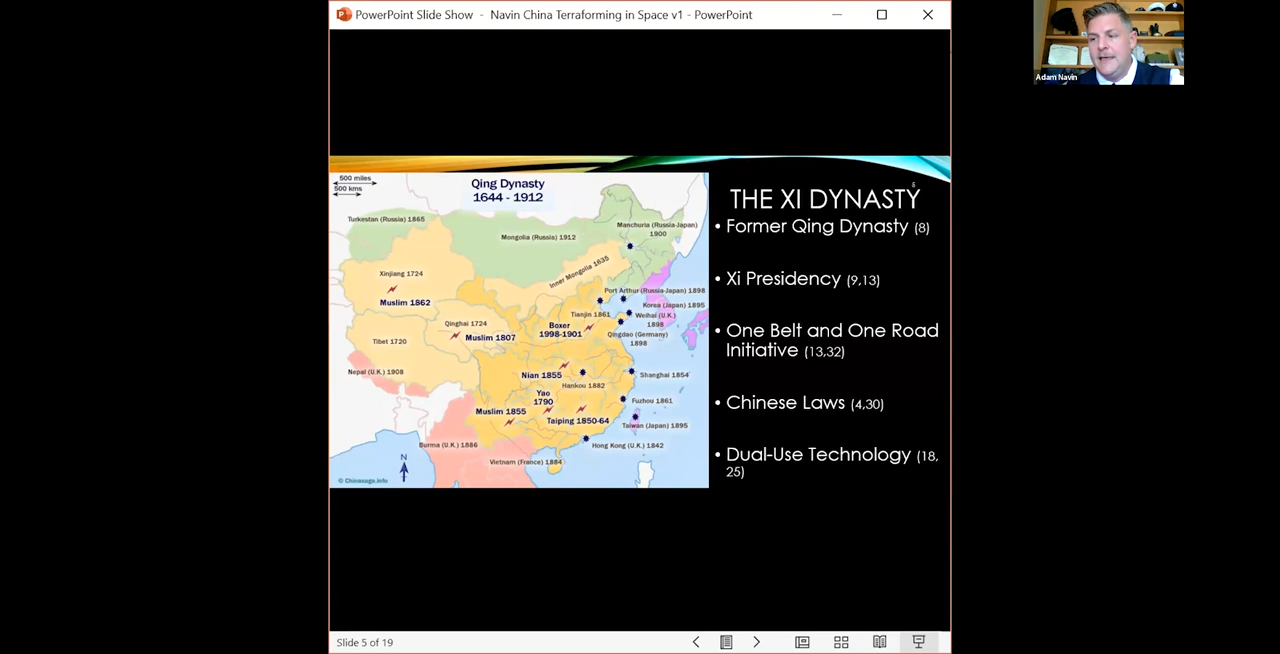 PowerPoint Slide Show - Navin China Terraforming in Space v1 - PowerPoint
Adam Navin
500 miles
500 kms
Qing Dynasty
1644 - 1912
Turkestan (Russia) 1865
Mongolia (Russia) 1912
Manchuria (Russia-Japan)
1900
Inner Mongolia 1635
Xinjiang 1724
Muslim 1862
Port Arthur (Russia-Japan) 1898
Korea (Japan) 1895
Tianjin 1861
Weihai (U.K.)
1898
Boxer
1998-1901
Qinghai 1724
Muslim 1807
Qingdao (Germany)
1898
Tibet 1720
Nepal (U.K.) 1908
Nian 1855
Hankou 1882
Shanghai 1854
Yao
1790
Fuzhou 1861
Muslim 1855
Taiping 1850-64
Taiwan (Japan) 1895
Burma (U.K.) 1886
Hong Kong (U.K.) 1842
Vietnam (France) 1884
N
© Chinasage.info
6
THE XI DYNASTY
• Former Qing Dynasty (8)
• Xi Presidency (9,13)
• One Belt and One Road
Initiative (13,32)
• Chinese Laws (4,30)
• Dual-Use Technology (18,
25)
Slide 5 of 19